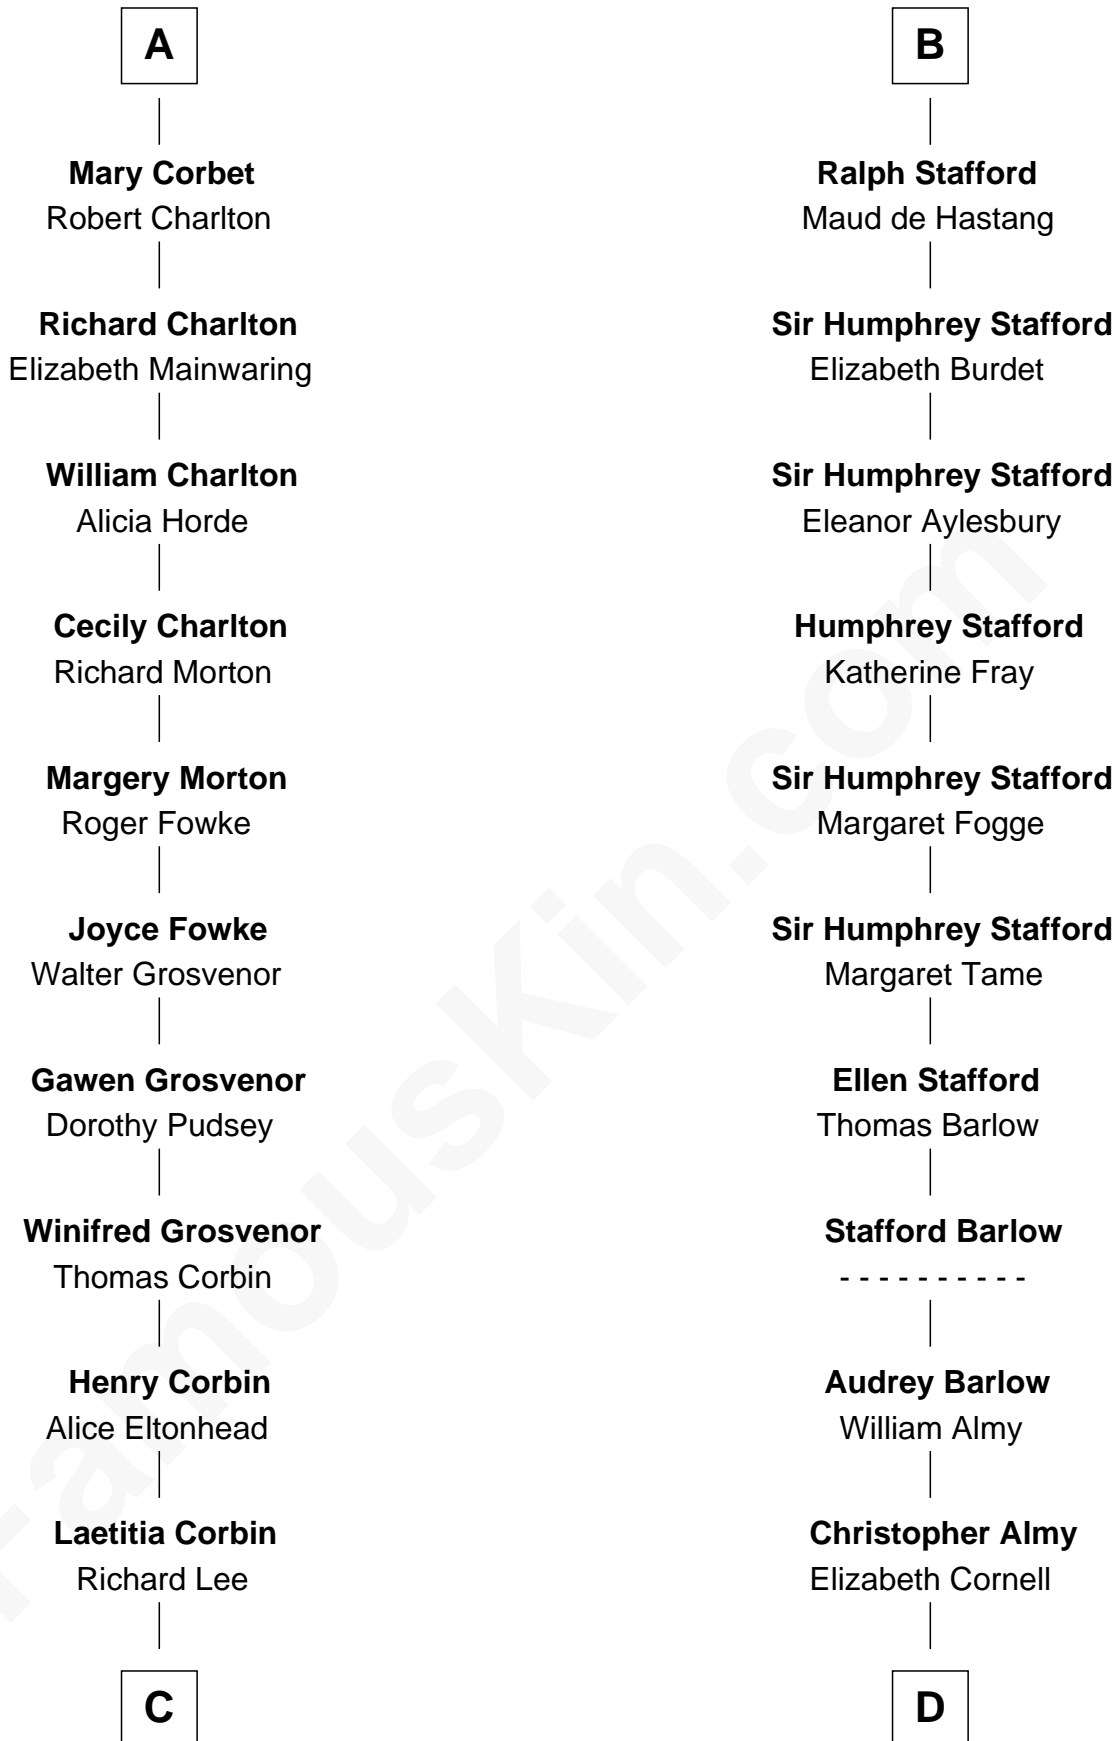 A
Mary Corbet
Robert Charlton
Richard Charlton
Elizabeth Mainwaring
William Charlton
Alicia Horde
Cecily Charlton
Richard Morton
Margery Morton
Roger Fowke
Joyce Fowke
Walter Grosvenor
Gawen Grosvenor
Dorothy Pudsey
Winifred Grosvenor
Thomas Corbin
Henry Corbin
Alice Eltonhead
Laetitia Corbin
Richard Lee
C
B
Ralph Stafford
Maud de Hastang
Sir Humphrey Stafford
Elizabeth Burdet
Sir Humphrey Stafford
Eleanor Aylesbury
Humphrey Stafford
Katherine Fray
Sir Humphrey Stafford
Margaret Fogge
Sir Humphrey Stafford
Margaret Tame
Ellen Stafford
Thomas Barlow
Stafford Barlow
- - - - - - - - - -
Audrey Barlow
William Almy
Christopher Almy
Elizabeth Cornell
D
FamousKin.com